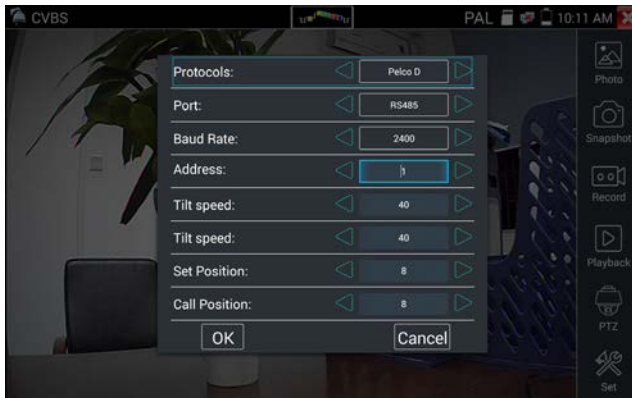 CVBS
PAL 10:11 AM
Protocols: Pelco D
Port: RS485
Baud Rate: 2400
Address: 1
Tilt speed: 40
Tilt speed: 40
Set Position: 8
Call Position: 8
OK Cancel
Photo
Snapshot
Record
Playback
PTZ
Set